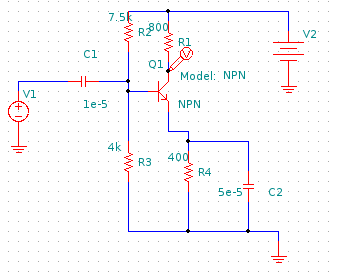 7.5k
800
R2
R1
V2
C1
Q1
V
Model: NPN
V1
1e-5
NPN
4k
400
R3
R4
5e-5
C2